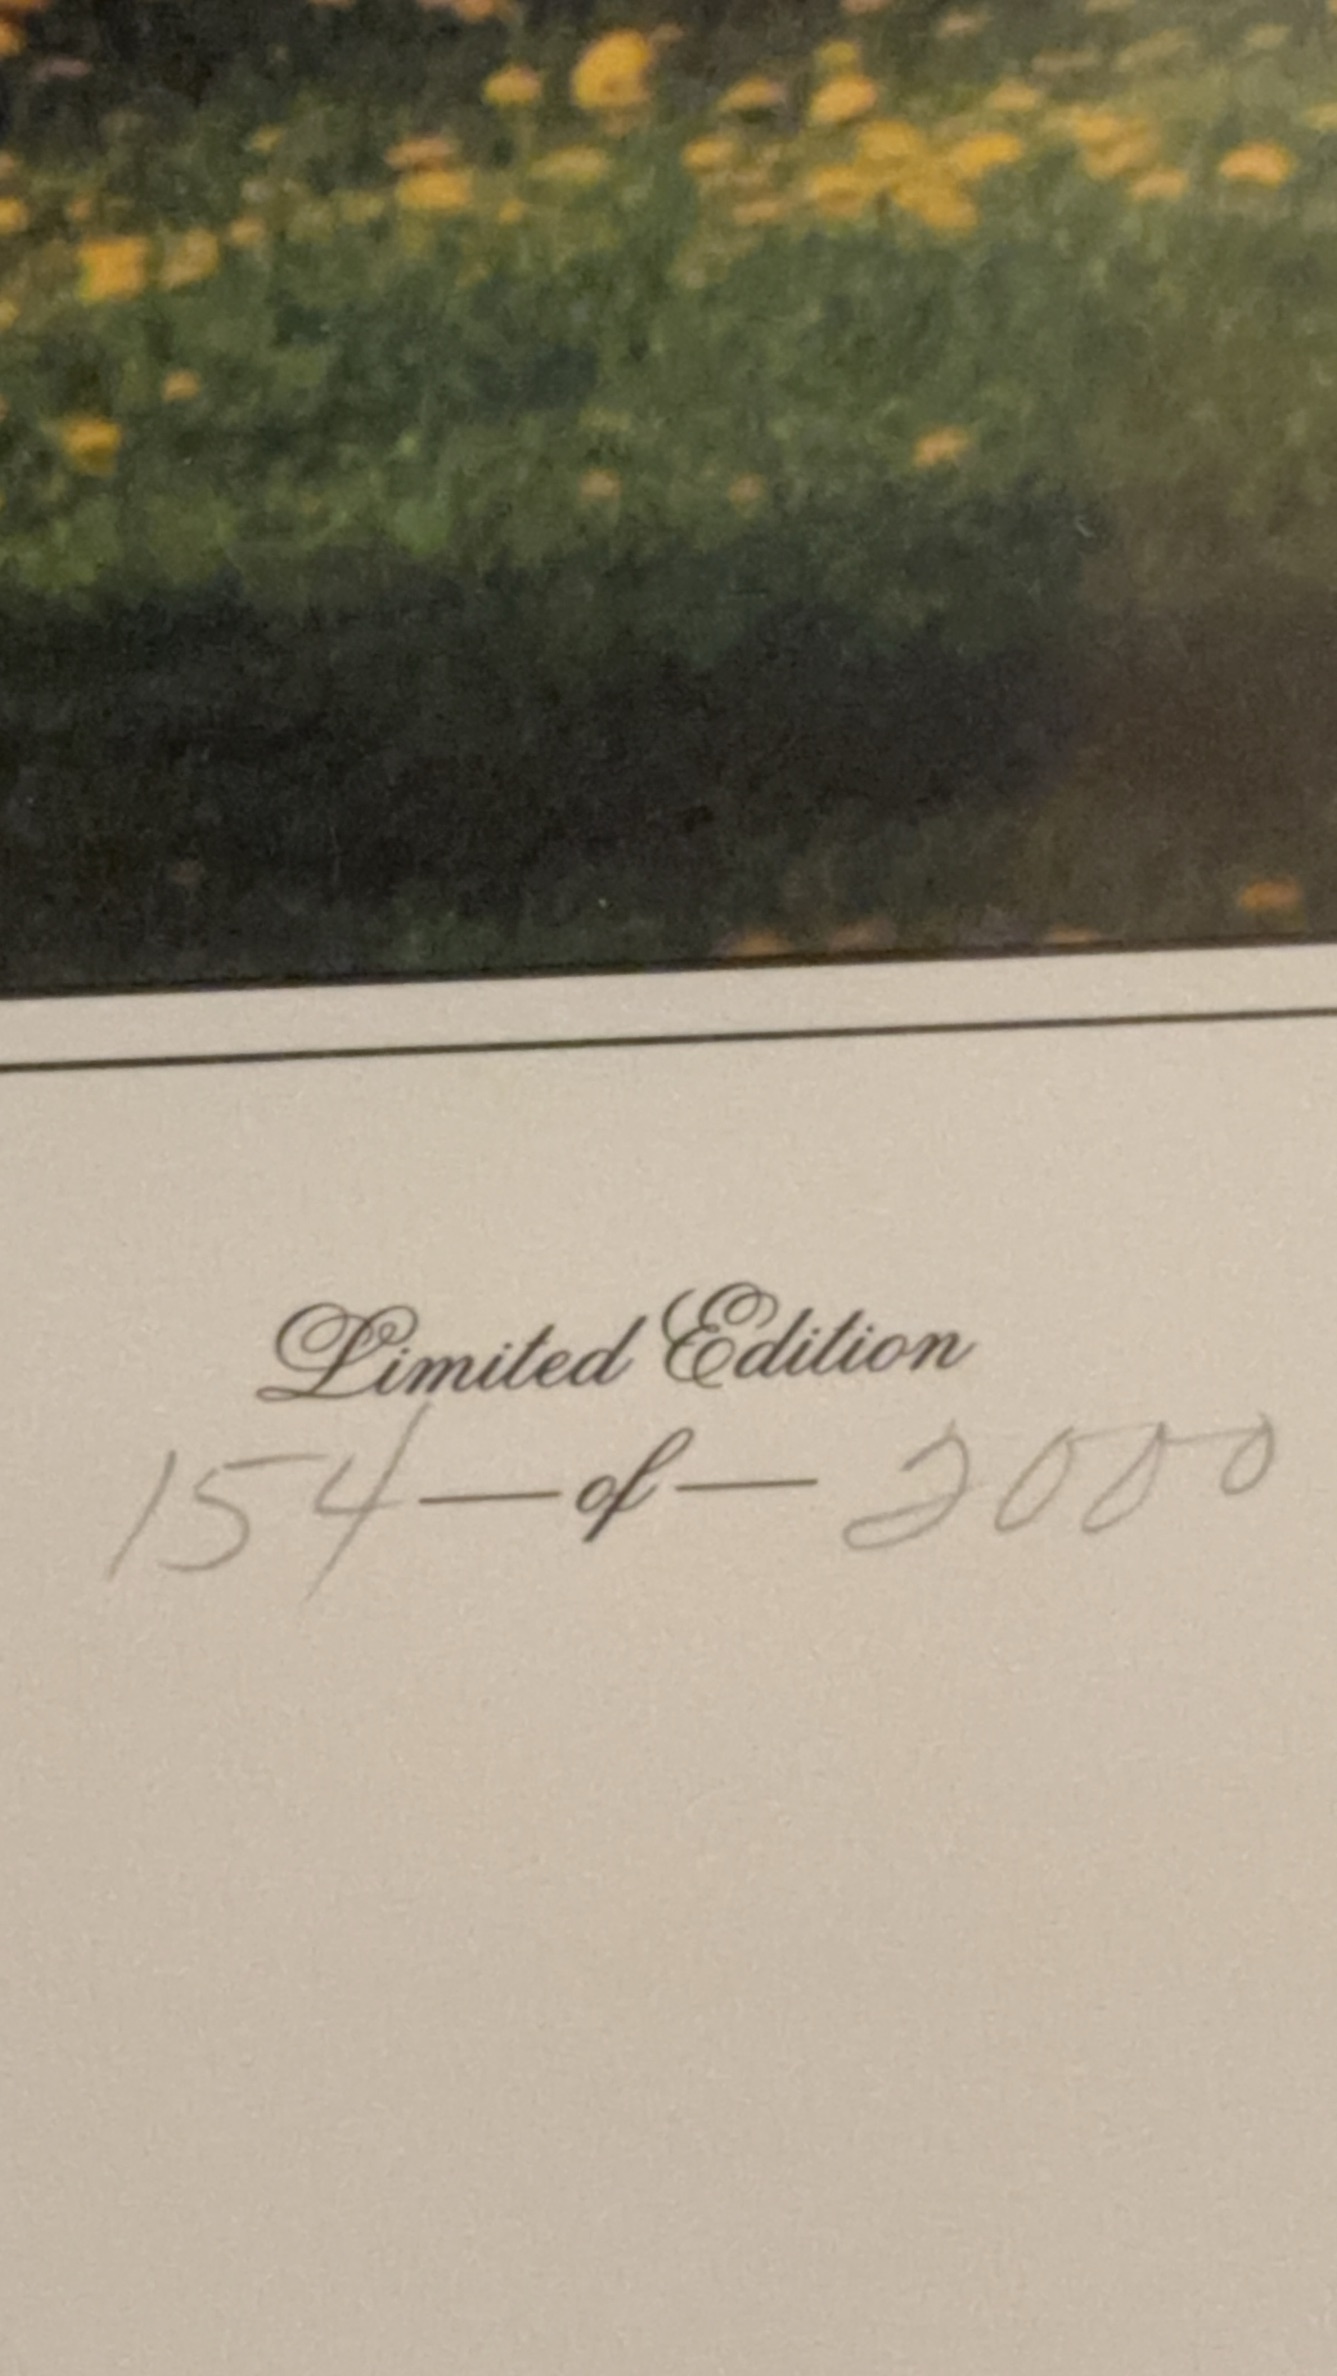 Limited Edition
154 — of — 2000